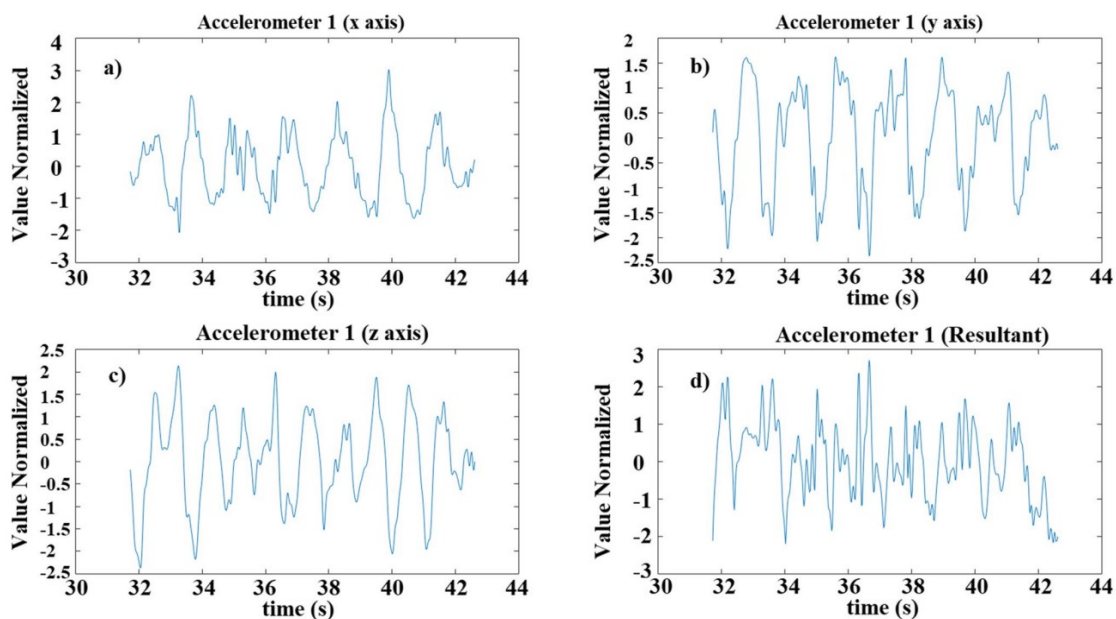 Accelerometer 1 (x axis)
a)
Value Normalized
4
3
2
1
0
-1
-2
-3
30 32 34 36 38 40 42 44
time (s)
Accelerometer 1 (y axis)
b)
Value Normalized
2
1.5
1
0.5
0
-0.5
-1
-1.5
-2
-2.5
30 32 34 36 38 40 42 44
time (s)
Accelerometer 1 (z axis)
c)
Value Normalized
2.5
2
1.5
1
0.5
0
-0.5
-1
-1.5
-2
-2.5
30 32 34 36 38 40 42 44
time (s)
Accelerometer 1 (Resultant)
d)
Value Normalized
3
2
1
0
-1
-2
-3
30 32 34 36 38 40 42 44
time (s)